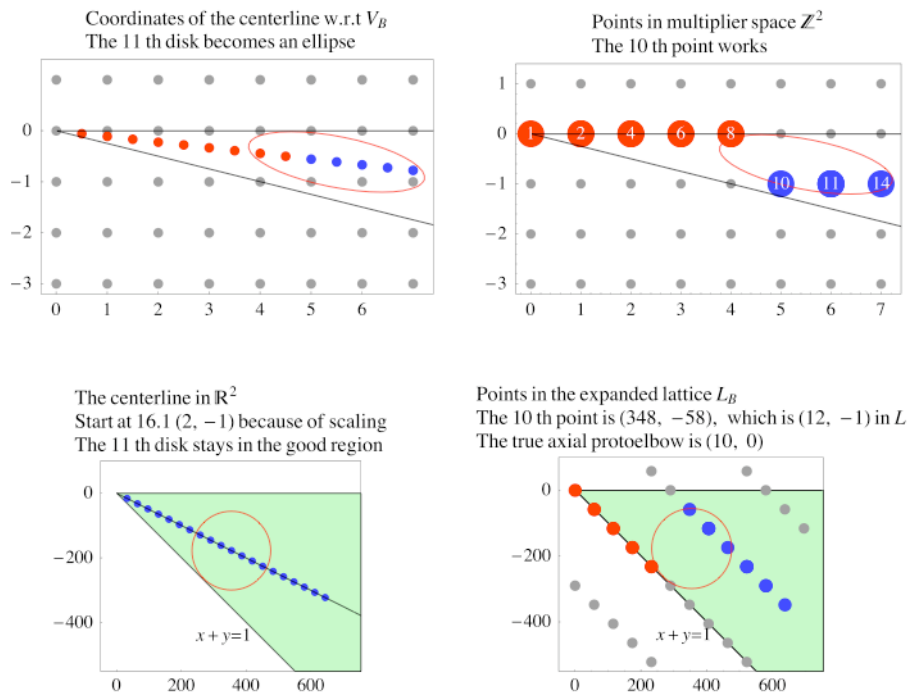 Coordinates of the centerline w.r.t V_B
The 11 th disk becomes an ellipse
0
−1
−2
−3
0 1 2 3 4 5 6 7
Points in multiplier space ℤ²
The 10 th point works
1
0
−1
−2
−3
1 2 4 6 8
10 11 14
0 1 2 3 4 5 6 7
The centerline in ℝ²
Start at 16.1 (2, −1) because of scaling
The 11 th disk stays in the good region
0
−200
−400
x + y = 1
0 200 400 600
Points in the expanded lattice L_B
The 10 th point is (348, −58), which is (12, −1) in L
The true axial protoelbow is (10, 0)
0
−200
−400
x + y = 1
0 200 400 600